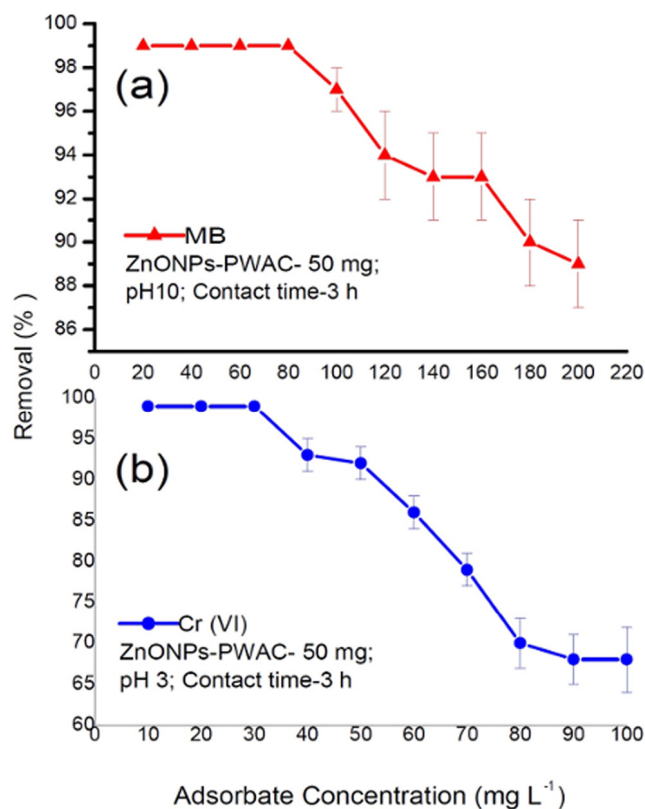 100
98
96
94
92
90
88
86
(a)
MB
ZnONPs-PWAC- 50 mg;
pH10; Contact time-3 h
0 20 40 60 80 100 120 140 160 180 200 220
Removal (%)
100
95
90
85
80
75
70
65
60
(b)
Cr (VI)
ZnONPs-PWAC- 50 mg;
pH 3; Contact time-3 h
0 10 20 30 40 50 60 70 80 90 100
Adsorbate Concentration (mg L⁻¹)